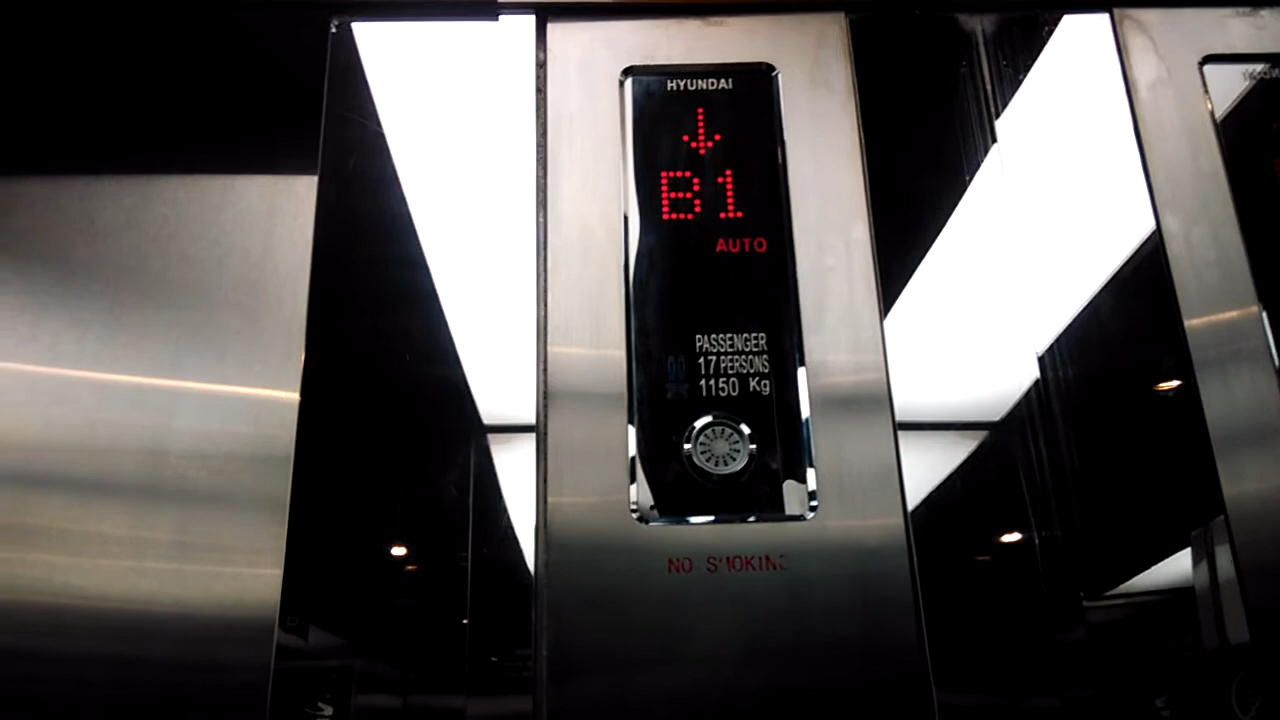 HYUNDAI
B1
AUTO
PASSENGER
17 PERSONS
1150 Kg
NO SMOKING